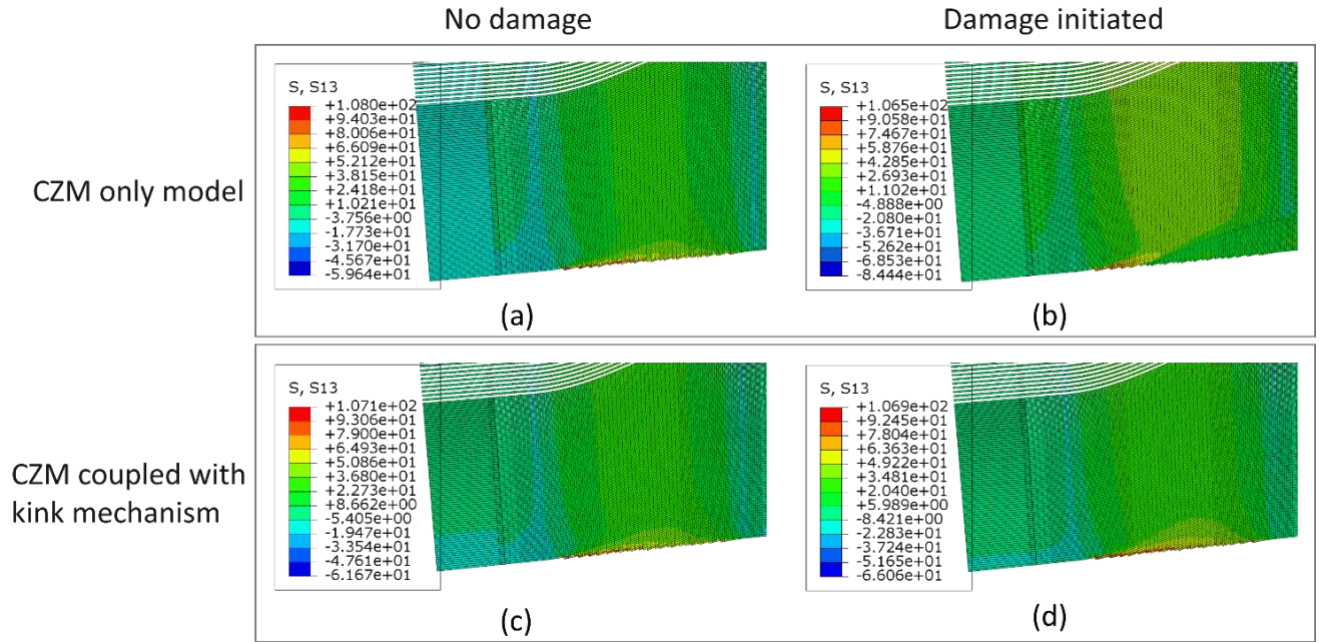 No damage
Damage initiated
CZM only model
S, S13
+1.080e+02
+9.403e+01
+8.006e+01
+6.609e+01
+5.212e+01
+3.815e+01
+2.418e+01
+1.021e+01
-3.756e+00
-1.773e+01
-3.170e+01
-4.567e+01
-5.964e+01
(a)
S, S13
+1.065e+02
+9.058e+01
+7.467e+01
+5.876e+01
+4.285e+01
+2.693e+01
+1.102e+01
-4.888e+00
-2.080e+01
-3.671e+01
-5.262e+01
-6.853e+01
-8.444e+01
(b)
CZM coupled with
kink mechanism
S, S13
+1.071e+02
+9.306e+01
+7.900e+01
+6.493e+01
+5.086e+01
+3.680e+01
+2.273e+01
+8.662e+00
-5.405e+00
-1.947e+01
-3.354e+01
-4.761e+01
-6.167e+01
(c)
S, S13
+1.069e+02
+9.245e+01
+7.804e+01
+6.363e+01
+4.922e+01
+3.481e+01
+2.040e+01
+5.989e+00
-8.421e+00
-2.283e+01
-3.724e+01
-5.165e+01
-6.606e+01
(d)